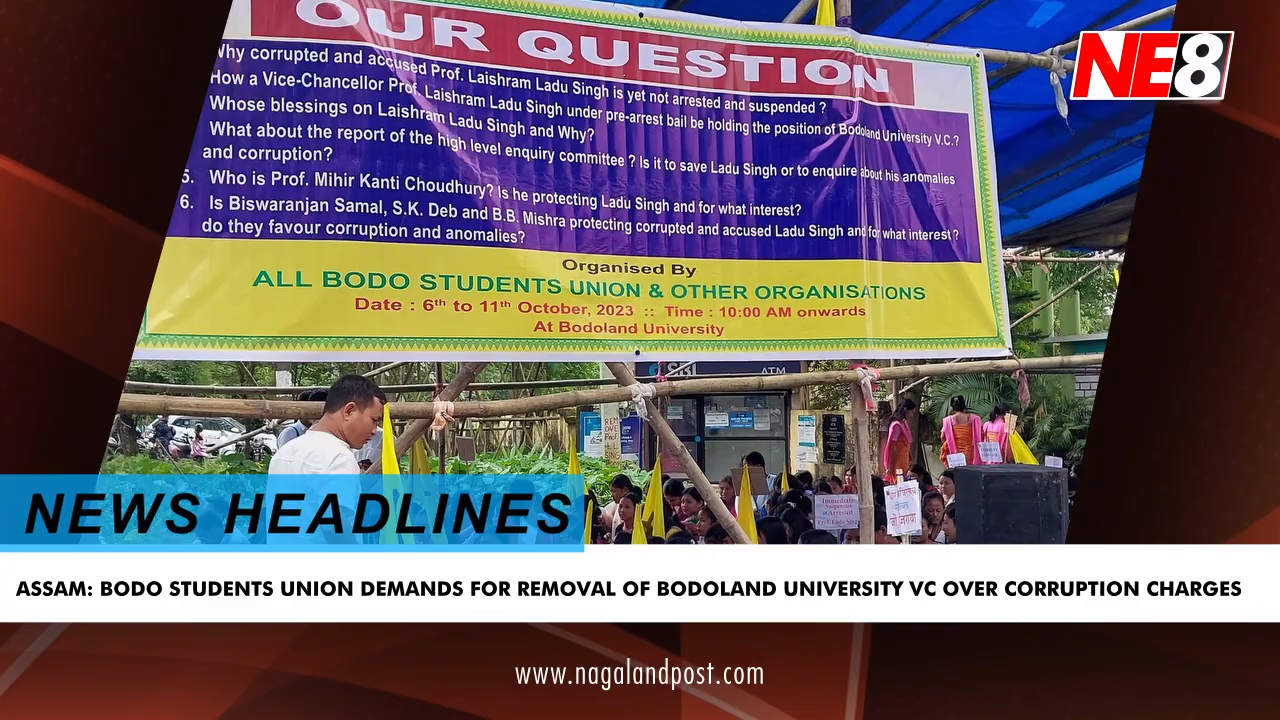 OUR QUESTION
NE8
Why corrupted and accused Prof. Laishram Ladu Singh is yet not arrested and suspended ?
How a Vice-Chancellor Prof. Laishram Ladu Singh under pre-arrest bail be holding the position of Bodoland University V.C.?
Whose blessings on Laishram Ladu Singh and Why?
What about the report of the high level enquiry committee ? Is it to save Ladu Singh or to enquire about his anomalies
and corruption?
5. Who is Prof. Mihir Kanti Choudhury? Is he protecting Ladu Singh and for what interest?
6. Is Biswaranjan Samal, S.K. Deb and B.B. Mishra protecting corrupted and accused Ladu Singh and for what interest ?
do they favour corruption and anomalies?
Organised By
ALL BODO STUDENTS UNION & OTHER ORGANISATIONS
Date : 6th to 11th October, 2023 :: Time : 10:00 AM onwards
At Bodoland University
SBI
ATM
Immediate
Suspension
Prof. Ladu Singh
NEWS HEADLINES
ASSAM: BODO STUDENTS UNION DEMANDS FOR REMOVAL OF BODOLAND UNIVERSITY VC OVER CORRUPTION CHARGES
www.nagalandpost.com